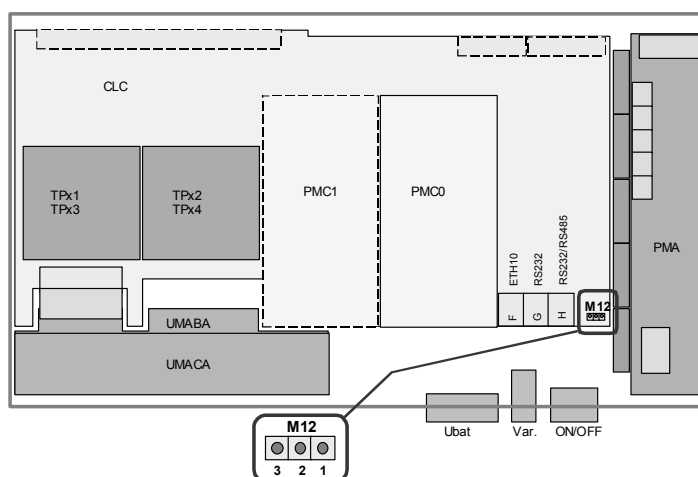 CLC
TPx1
TPx3
TPx2
TPx4
PMC1
PMC0
ETH10
RS232
RS232/RS485
PMA
F
G
H
M12
UMABA
UMACA
Ubat
Var.
ON/OFF
M12
3 2 1